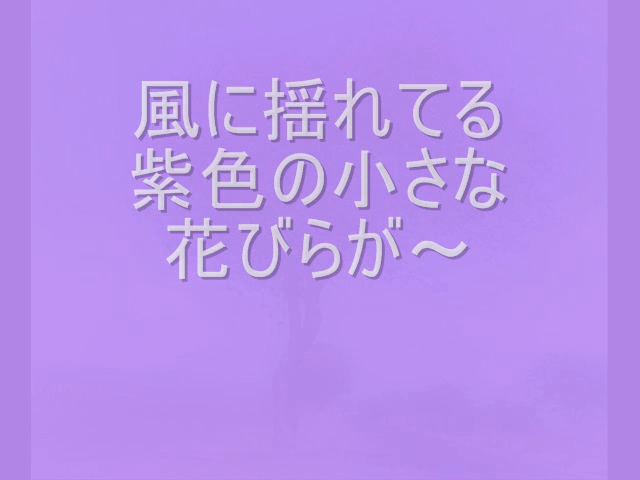 風に揺れてる
紫色の小さな
花びらが～